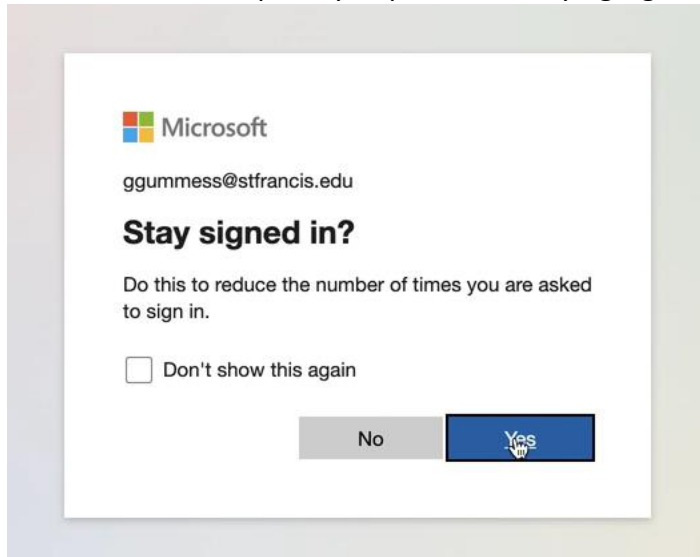 Microsoft
ggummess@stfrancis.edu
Stay signed in?
Do this to reduce the number of times you are asked
to sign in.
Don't show this again
No
Yes